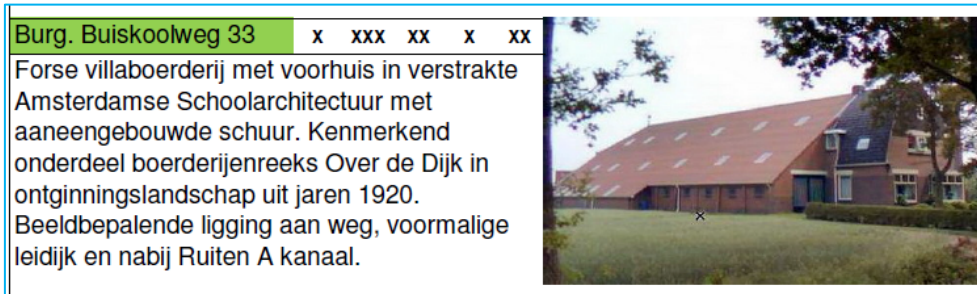 Burg. Buiskoolweg 33 x xxx xx x xx
Forse villaboerderij met voorhuis in verstrakte
Amsterdamse Schoolarchitectuur met
aaneengebouwde schuur. Kenmerkend
onderdeel boerderijenreeks Over de Dijk in
ontginningslandschap uit jaren 1920.
Beeldbepalende ligging aan weg, voormalige
leidijk en nabij Ruiten A kanaal.